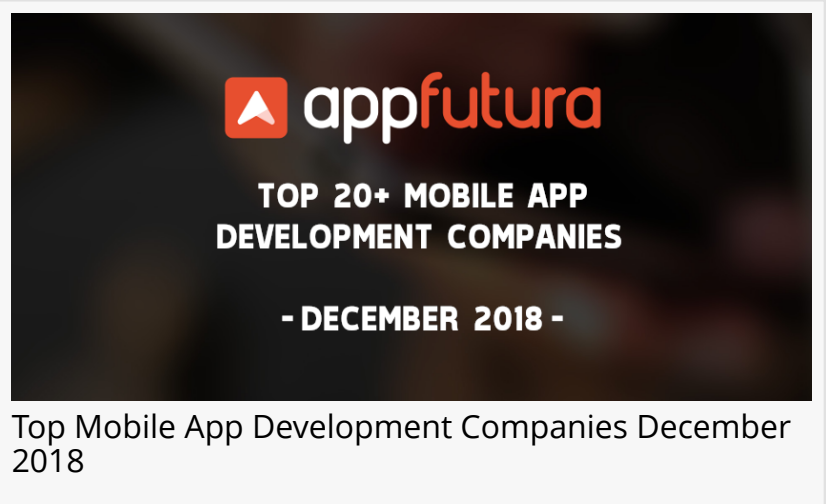 appfutura
TOP 20+ MOBILE APP
DEVELOPMENT COMPANIES
- DECEMBER 2018 -
Top Mobile App Development Companies December
2018